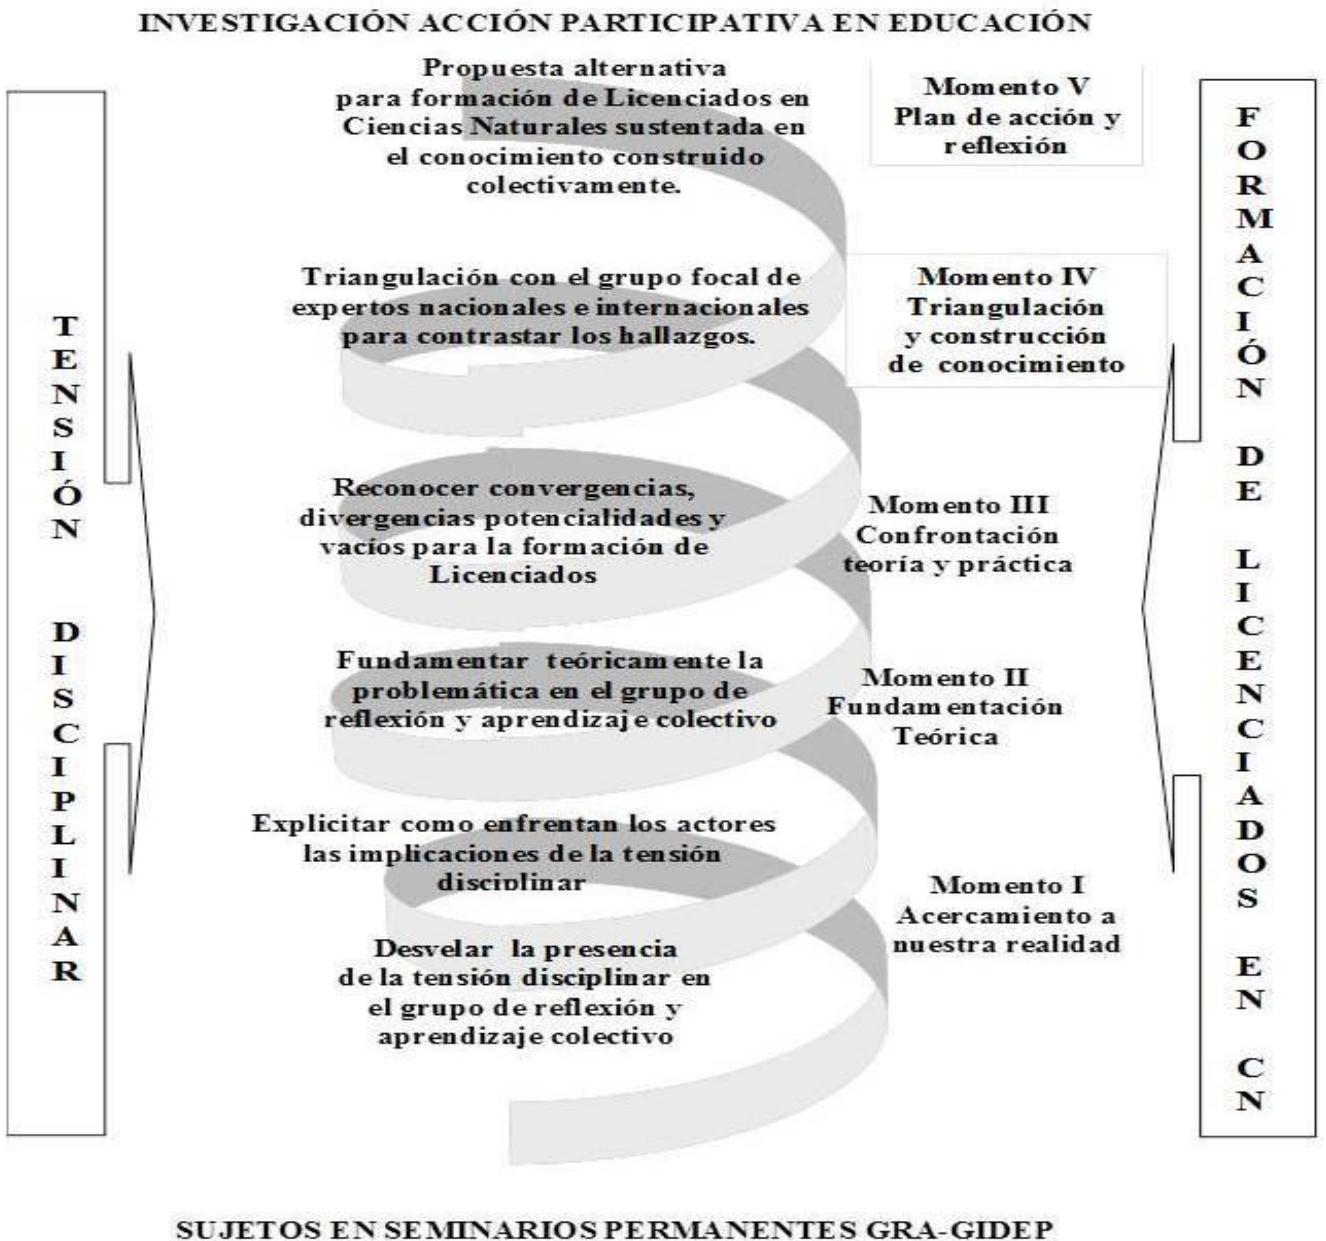 INVESTIGACIÓN ACCIÓN PARTICIPATIVA EN EDUCACIÓN
TENSIÓN DISCIPLINAR
Propuesta alternativa
para formación de Licenciados en
Ciencias Naturales sustentada en
el conocimiento construido
colectivamente.
Momento V
Plan de acción y
reflexión
Triangulación con el grupo focal de
expertos nacionales e internacionales
para contrastar los hallazgos.
Momento IV
Triangulación
y construcción
de conocimiento
Reconocer convergencias,
divergencias potencialidades y
vacíos para la formación de
Licenciados
Momento III
Confrontación
teoría y práctica
Fundamentar teóricamente la
problemática en el grupo de
reflexión y aprendizaje colectivo
Momento II
Fundamentación
Teórica
Explicitar como enfrentan los actores
las implicaciones de la tensión
disciplinar
Desvelar la presencia
de la tensión disciplinar en
el grupo de reflexión y
aprendizaje colectivo
Momento I
Acercamiento a
nuestra realidad
FORMACIÓN DE LICENCIADOS EN CN
SUJETOS EN SEMINARIOS PERMANENTES GRA-GIDEP